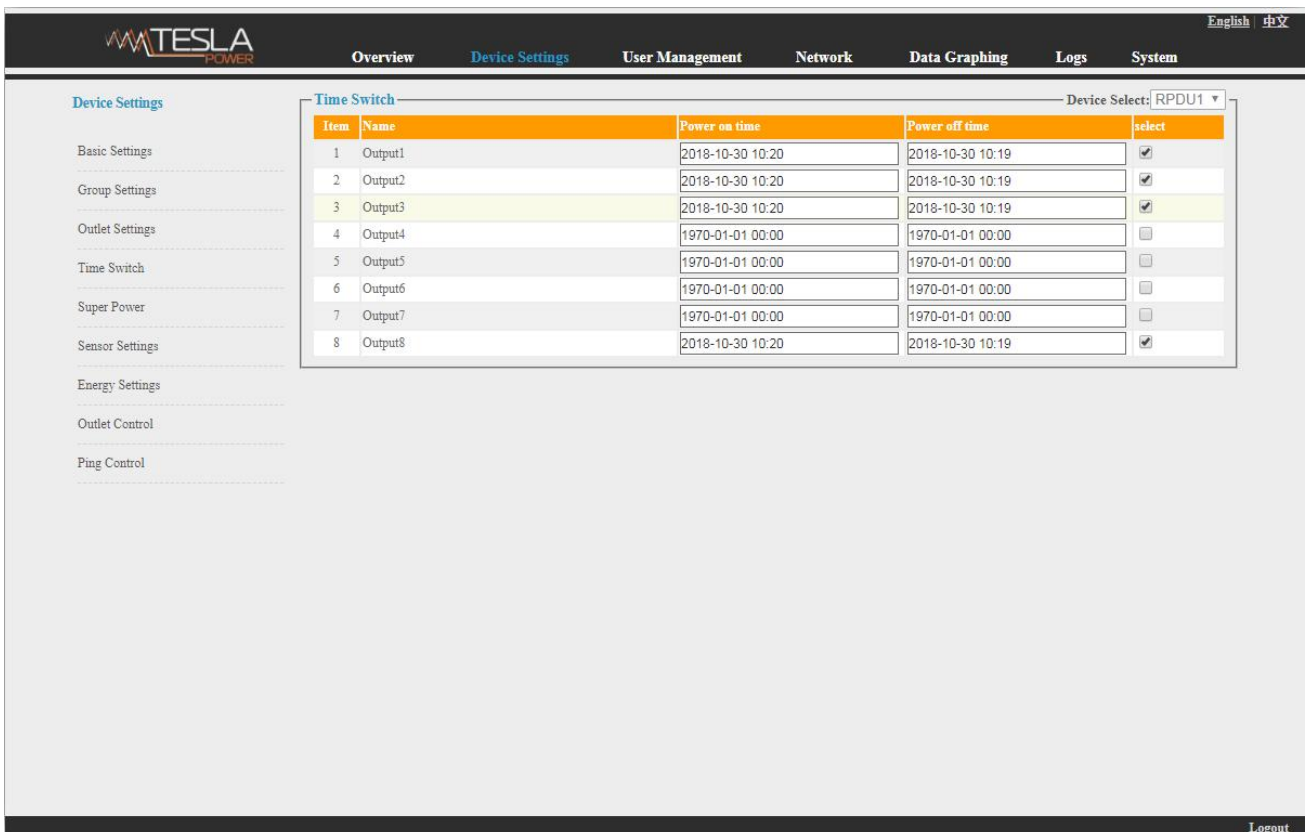 English | 中文
TESLA
POWER
Overview Device Settings User Management Network Data Graphing Logs System
Device Settings
Basic Settings
Group Settings
Outlet Settings
Time Switch
Super Power
Sensor Settings
Energy Settings
Outlet Control
Ping Control
Time Switch Device Select: RPDU1
Item Name Power on time Power off time select
1 Output1 2018-10-30 10:20 2018-10-30 10:19
2 Output2 2018-10-30 10:20 2018-10-30 10:19
3 Output3 2018-10-30 10:20 2018-10-30 10:19
4 Output4 1970-01-01 00:00 1970-01-01 00:00
5 Output5 1970-01-01 00:00 1970-01-01 00:00
6 Output6 1970-01-01 00:00 1970-01-01 00:00
7 Output7 1970-01-01 00:00 1970-01-01 00:00
8 Output8 2018-10-30 10:20 2018-10-30 10:19
Logout